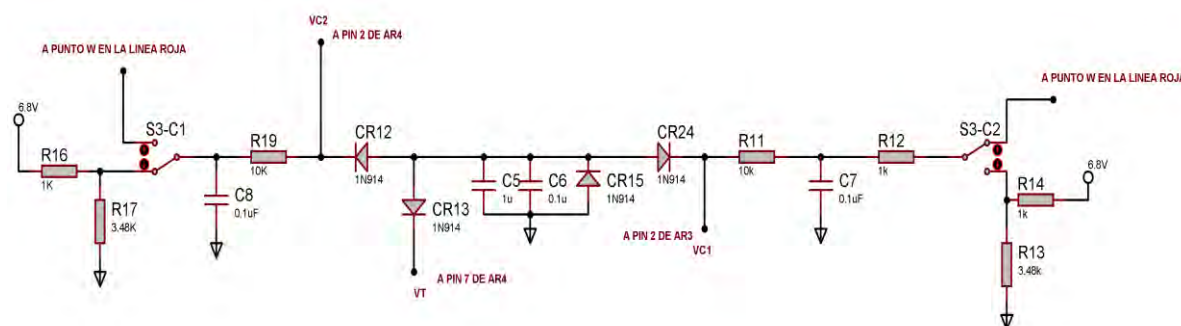 VC2
A PIN 2 DE AR4
A PUNTO W EN LA LINEA ROJA
A PUNTO W EN LA LINEA ROJA
6.8V
S3-C1
R16
1K
R19
10K
CR12
1N914
CR24
1N914
R11
10k
R12
1k
S3-C2
6.8V
R17
3.48K
C8
0.1uF
CR13
1N914
C5
1u
C6
0.1u
CR15
1N914
C7
0.1uF
R14
1k
A PIN 2 DE AR3
VC1
R13
3.48k
A PIN 7 DE AR4
VT